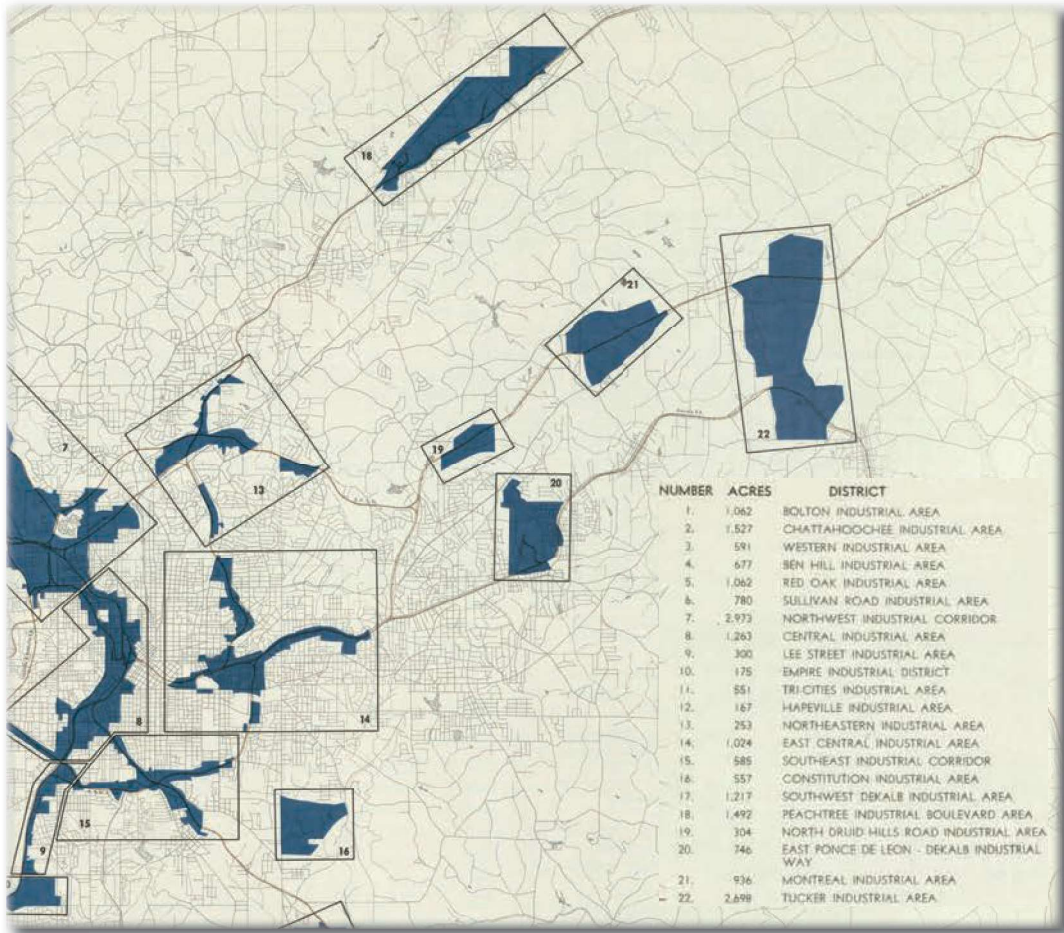 18
21
22
7
19
20
13
8
14
15
9
16
NUMBER ACRES DISTRICT
1. 1,062 BOLTON INDUSTRIAL AREA
2. 1,527 CHATTAHOOCHEE INDUSTRIAL AREA
3. 591 WESTERN INDUSTRIAL AREA
4. 677 BEN HILL INDUSTRIAL AREA
5. 1,062 RED OAK INDUSTRIAL AREA
6. 780 SULLIVAN ROAD INDUSTRIAL AREA
7. 2,973 NORTHWEST INDUSTRIAL CORRIDOR
8. 1,263 CENTRAL INDUSTRIAL AREA
9. 300 LEE STREET INDUSTRIAL AREA
10. 175 EMPIRE INDUSTRIAL DISTRICT
11. 551 TRI-CITIES INDUSTRIAL AREA
12. 167 HAPEVILLE INDUSTRIAL AREA
13. 253 NORTHEASTERN INDUSTRIAL AREA
14. 1,024 EAST CENTRAL INDUSTRIAL AREA
15. 585 SOUTHEAST INDUSTRIAL CORRIDOR
16. 557 CONSTITUTION INDUSTRIAL AREA
17. 1,217 SOUTHWEST DEKALB INDUSTRIAL AREA
18. 1,492 PEACHTREE INDUSTRIAL BOULEVARD AREA
19. 304 NORTH DRUID HILLS ROAD INDUSTRIAL AREA
20. 746 EAST PONCE DE LEON - DEKALB INDUSTRIAL
WAY
21. 936 MONTREAL INDUSTRIAL AREA
22. 2,698 TUCKER INDUSTRIAL AREA